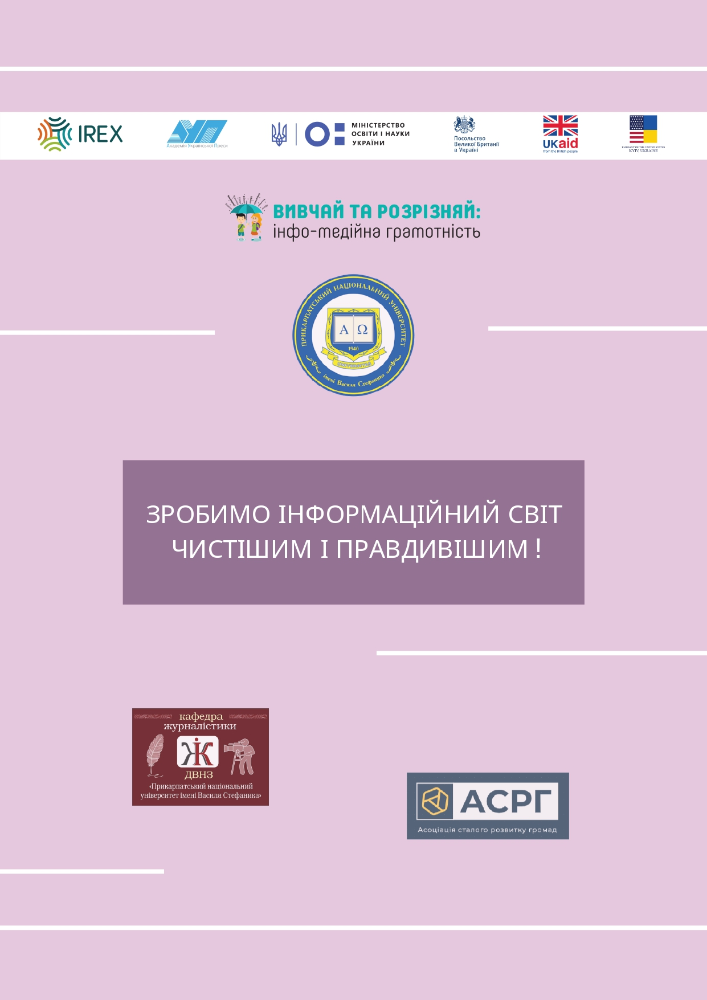 IREX
АУП
Академія Української Преси
МІНІСТЕРСТВО
ОСВІТИ І НАУКИ
УКРАЇНИ
Посольство
Великої Британії
в Україні
UKaid
from the British people
EMBASSY OF THE UNITED STATES
KYIV, UKRAINE
ВИВЧАЙ ТА РОЗРІЗНЯЙ:
інфо-медійна грамотність
ПРИКАРПАТСЬКИЙ НАЦІОНАЛЬНИЙ УНІВЕРСИТЕТ
Α Ω
1940
UNIVERSITAS
імені Василя Стефаника
ЗРОБИМО ІНФОРМАЦІЙНИЙ СВІТ
ЧИСТІШИМ І ПРАВДИВІШИМ !
кафедра
журналістики
ЖК
ДВНЗ
«Прикарпатський національний
університет імені Василя Стефаника»
АСРГ
Асоціація сталого розвитку громад